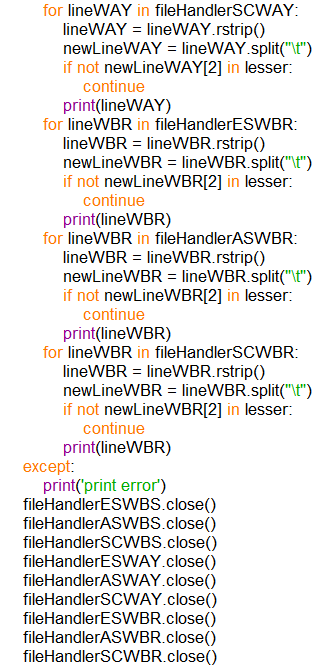 for lineWAY in fileHandlerSCWAY:
lineWAY = lineWAY.rstrip()
newLineWAY = lineWAY.split("\t")
if not newLineWAY[2] in lesser:
continue
print(lineWAY)
for lineWBR in fileHandlerESWBR:
lineWBR = lineWBR.rstrip()
newLineWBR = lineWBR.split("\t")
if not newLineWBR[2] in lesser:
continue
print(lineWBR)
for lineWBR in fileHandlerASWBR:
lineWBR = lineWBR.rstrip()
newLineWBR = lineWBR.split("\t")
if not newLineWBR[2] in lesser:
continue
print(lineWBR)
for lineWBR in fileHandlerSCWBR:
lineWBR = lineWBR.rstrip()
newLineWBR = lineWBR.split("\t")
if not newLineWBR[2] in lesser:
continue
print(lineWBR)
except:
print('print error')
fileHandlerESWBS.close()
fileHandlerASWBS.close()
fileHandlerSCWBS.close()
fileHandlerESWAY.close()
fileHandlerASWAY.close()
fileHandlerSCWAY.close()
fileHandlerESWBR.close()
fileHandlerASWBR.close()
fileHandlerSCWBR.close()